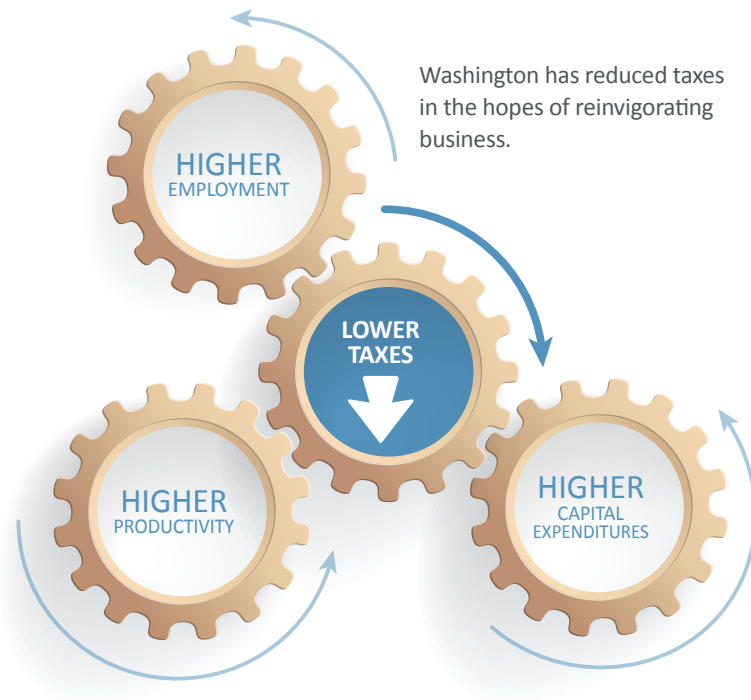 Washington has reduced taxes
in the hopes of reinvigorating
business.
HIGHER
EMPLOYMENT
LOWER
TAXES
HIGHER
PRODUCTIVITY
HIGHER
CAPITAL
EXPENDITURES